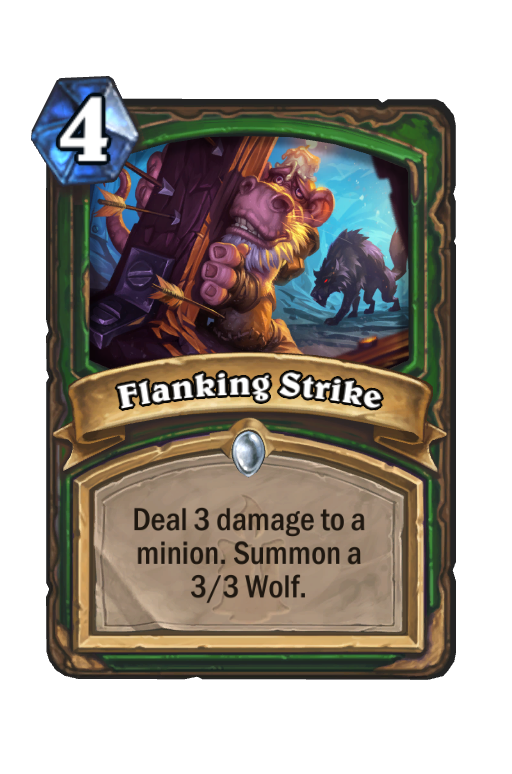 4
Flanking Strike
Deal 3 damage to a
minion. Summon a
3/3 Wolf.